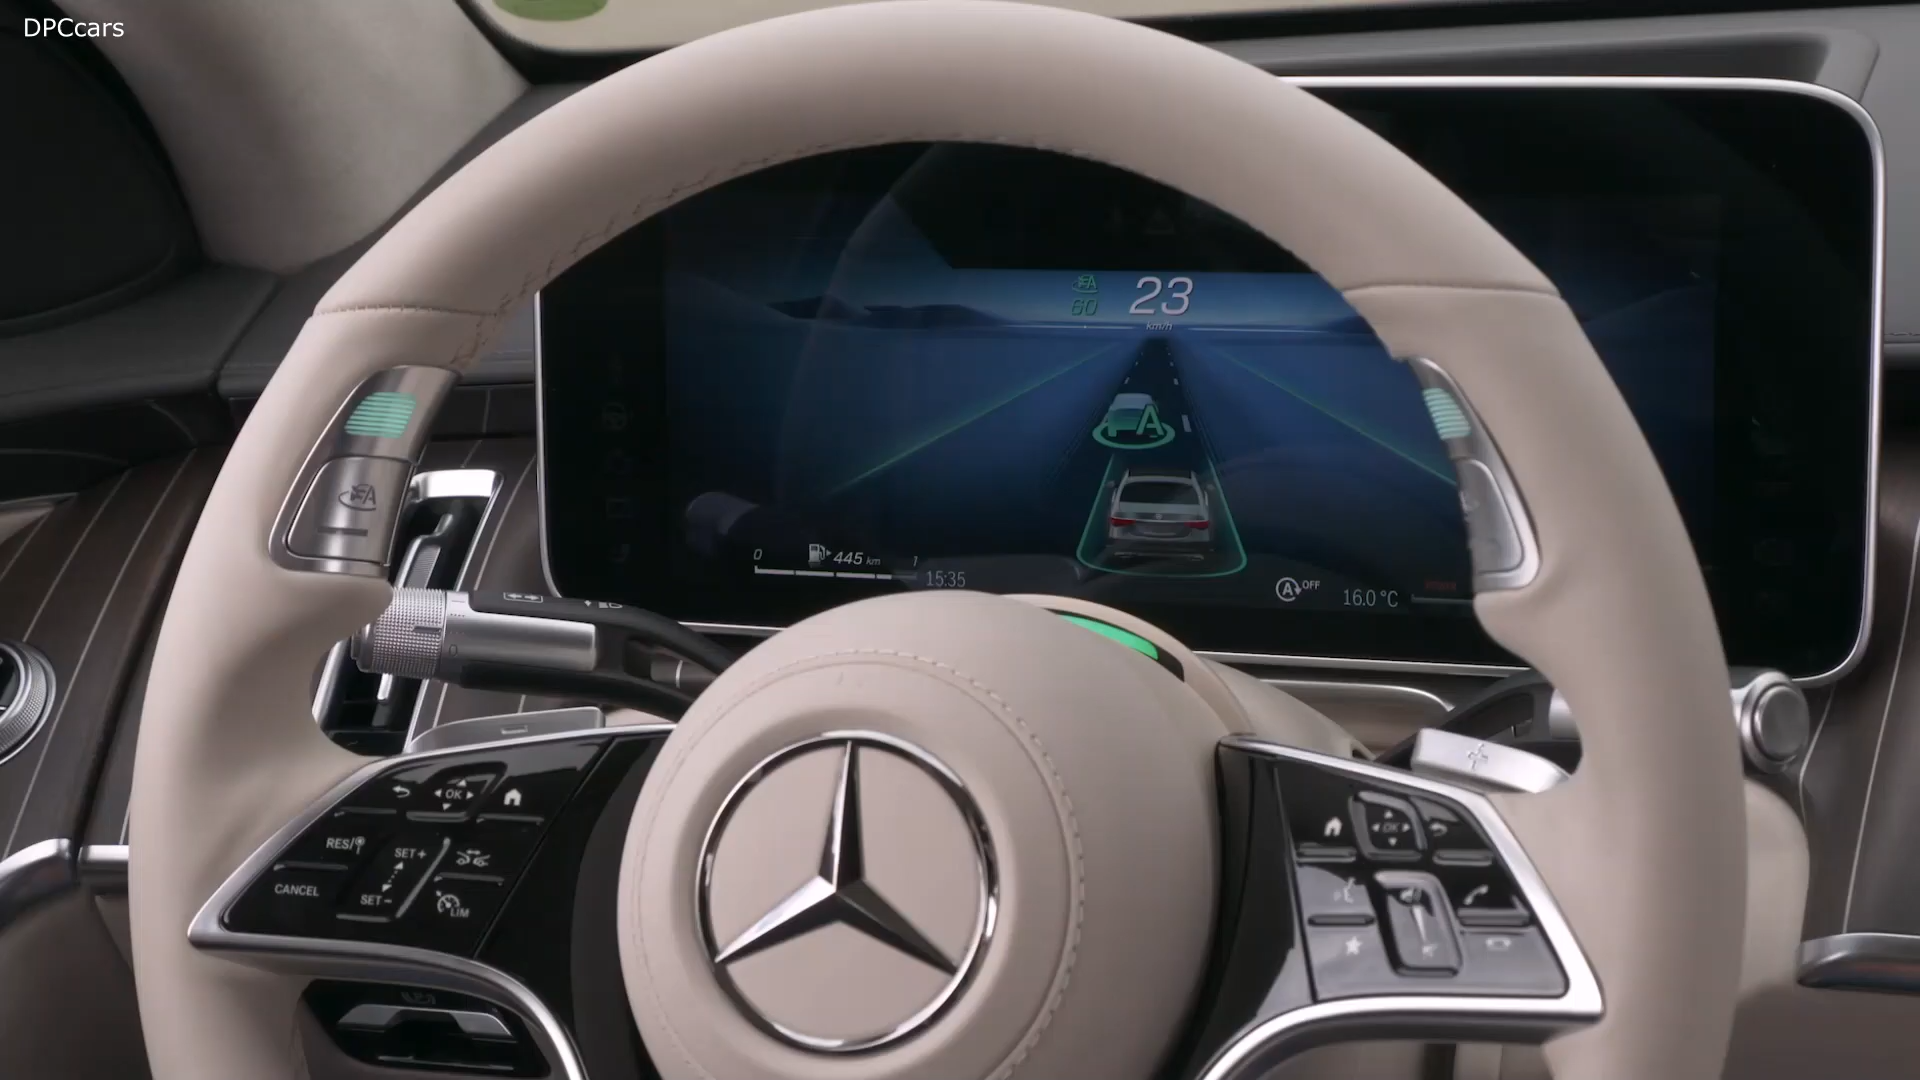 DPCcars
A
60
23
km/h
A
A
0
445 km
1
15:35
A OFF
16.0 °C
OK
RES/
SET+
CANCEL
SET−
LIM
OK